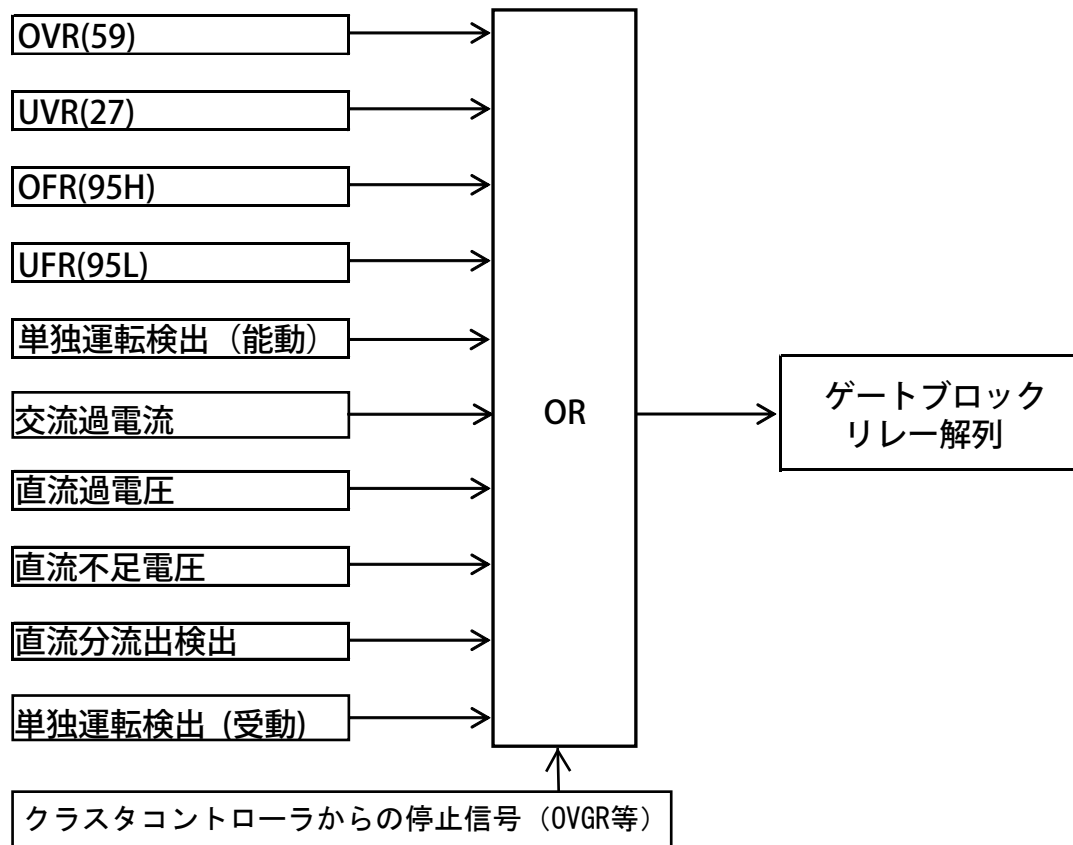 OVR(59)
UVR(27)
OFR(95H)
UFR(95L)
単独運転検出（能動）
交流過電流
直流過電圧
直流不足電圧
直流分流出検出
単独運転検出 (受動)
OR
ゲートブロック
リレー解列
クラスタコントローラからの停止信号（OVGR等）